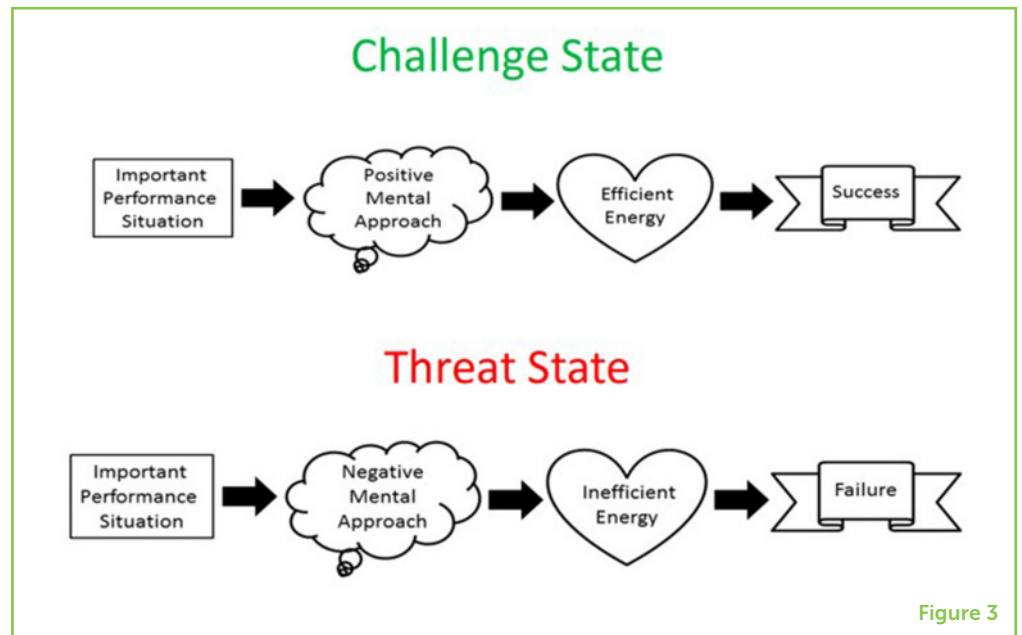 Challenge State
Important
Performance
Situation
Positive
Mental
Approach
Efficient
Energy
Success
Threat State
Important
Performance
Situation
Negative
Mental
Approach
Inefficient
Energy
Failure
Figure 3